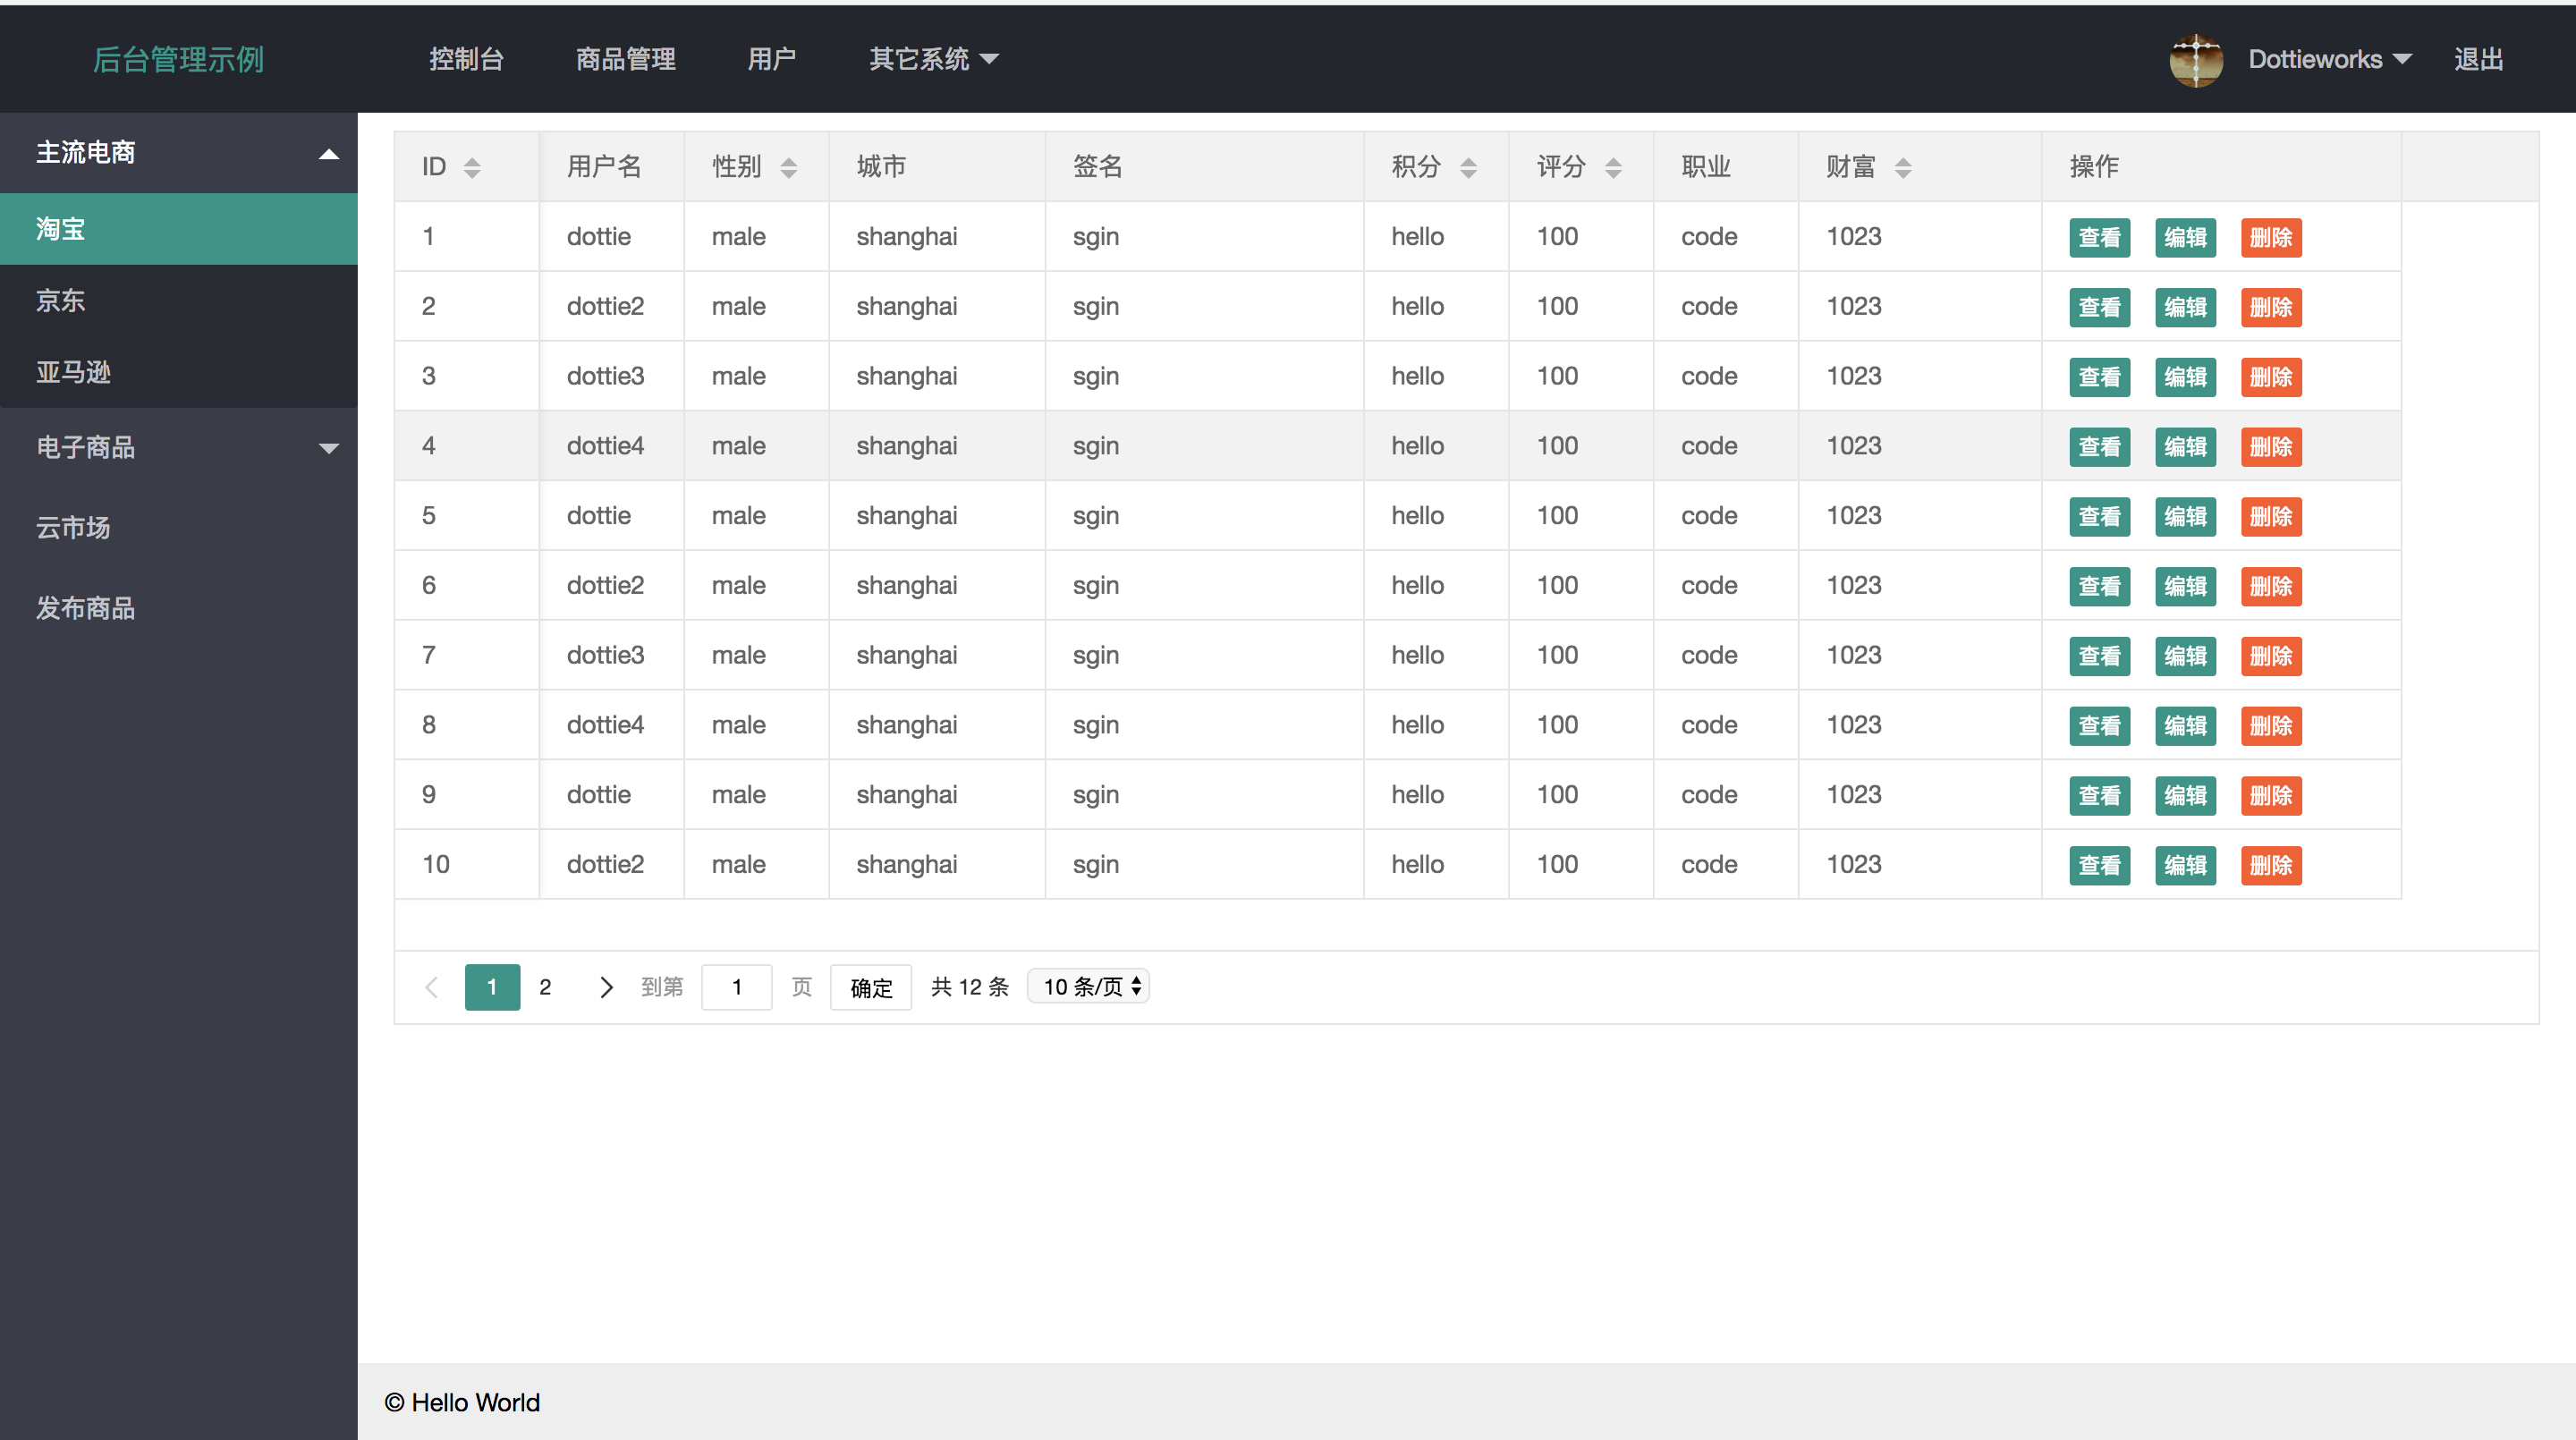 后台管理示例 控制台 商品管理 用户 其它系统 Dottieworks 退出
主流电商
淘宝
京东
亚马逊
电子商品
云市场
发布商品
ID 用户名 性别 城市 签名 积分 评分 职业 财富 操作
1 dottie male shanghai sgin hello 100 code 1023 查看 编辑 删除
2 dottie2 male shanghai sgin hello 100 code 1023 查看 编辑 删除
3 dottie3 male shanghai sgin hello 100 code 1023 查看 编辑 删除
4 dottie4 male shanghai sgin hello 100 code 1023 查看 编辑 删除
5 dottie male shanghai sgin hello 100 code 1023 查看 编辑 删除
6 dottie2 male shanghai sgin hello 100 code 1023 查看 编辑 删除
7 dottie3 male shanghai sgin hello 100 code 1023 查看 编辑 删除
8 dottie4 male shanghai sgin hello 100 code 1023 查看 编辑 删除
9 dottie male shanghai sgin hello 100 code 1023 查看 编辑 删除
10 dottie2 male shanghai sgin hello 100 code 1023 查看 编辑 删除
1 2 到第 1 页 确定 共 12 条 10 条/页
© Hello World